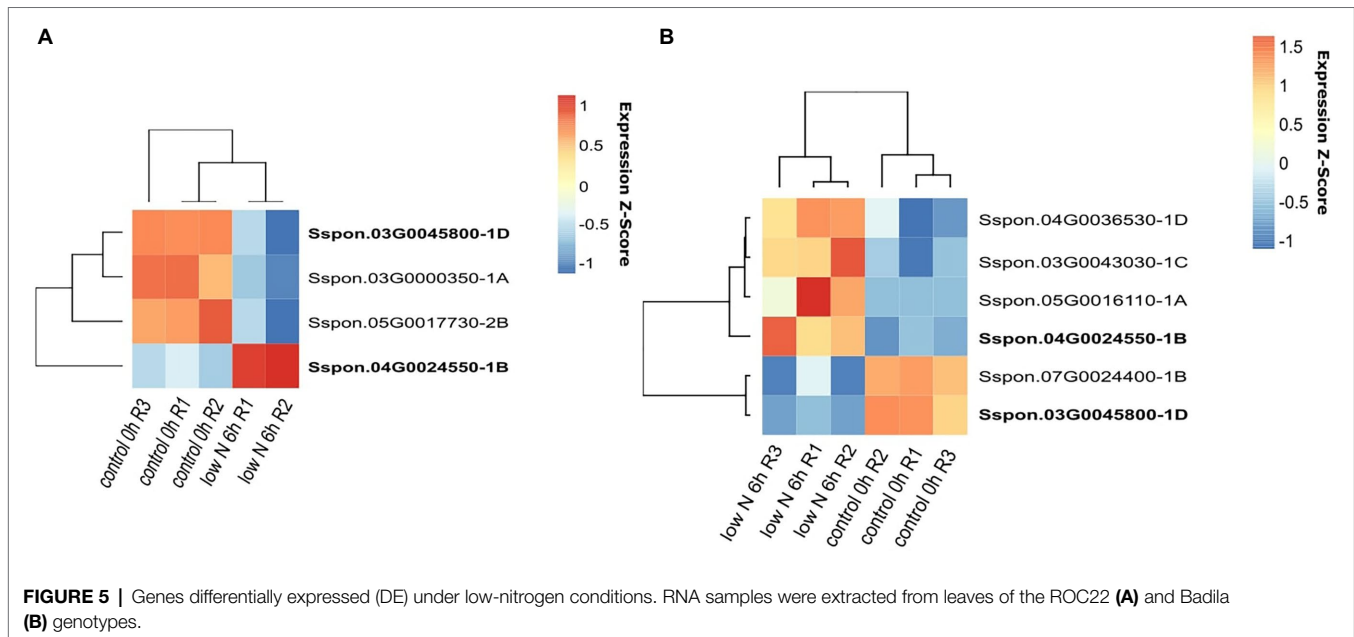 A
B
1
0.5
0
-0.5
-1
Expression Z-Score
1.5
1
0.5
0
-0.5
-1
Expression Z-Score
Sspon.03G0045800-1D
Sspon.03G0000350-1A
Sspon.05G0017730-2B
Sspon.04G0024550-1B
control 0h R3
control 0h R1
control 0h R2
low N 6h R1
low N 6h R2
Sspon.04G0036530-1D
Sspon.03G0043030-1C
Sspon.05G0016110-1A
Sspon.04G0024550-1B
Sspon.07G0024400-1B
Sspon.03G0045800-1D
low N 6h R3
low N 6h R1
low N 6h R2
control 0h R2
control 0h R1
control 0h R3
FIGURE 5 | Genes differentially expressed (DE) under low-nitrogen conditions. RNA samples were extracted from leaves of the ROC22 (A) and Badila
(B) genotypes.